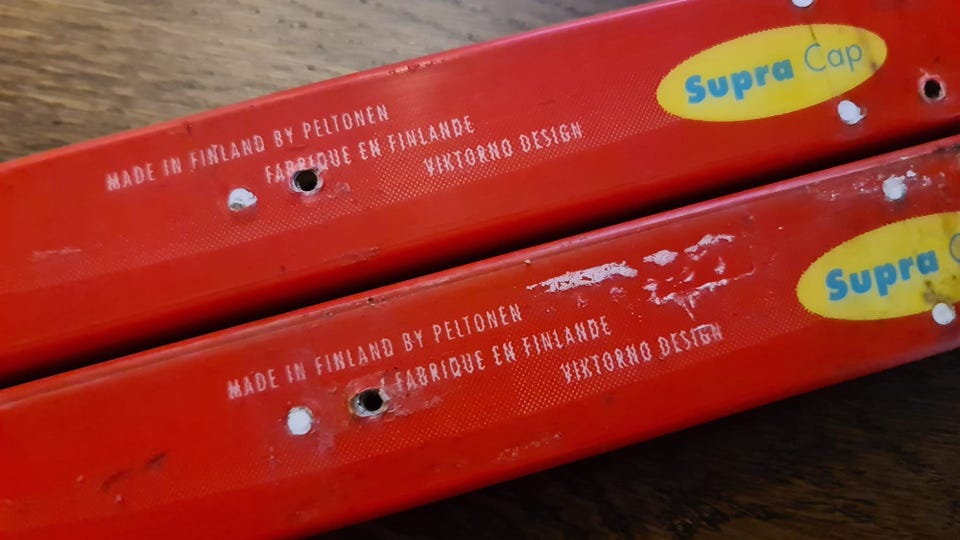 Supra Cap
MADE IN FINLAND BY PELTONEN
FABRIQUE EN FINLANDE
VIKTORNO DESIGN
Supra
MADE IN FINLAND BY PELTONEN
FABRIQUE EN FINLANDE
VIKTORNO DESIGN